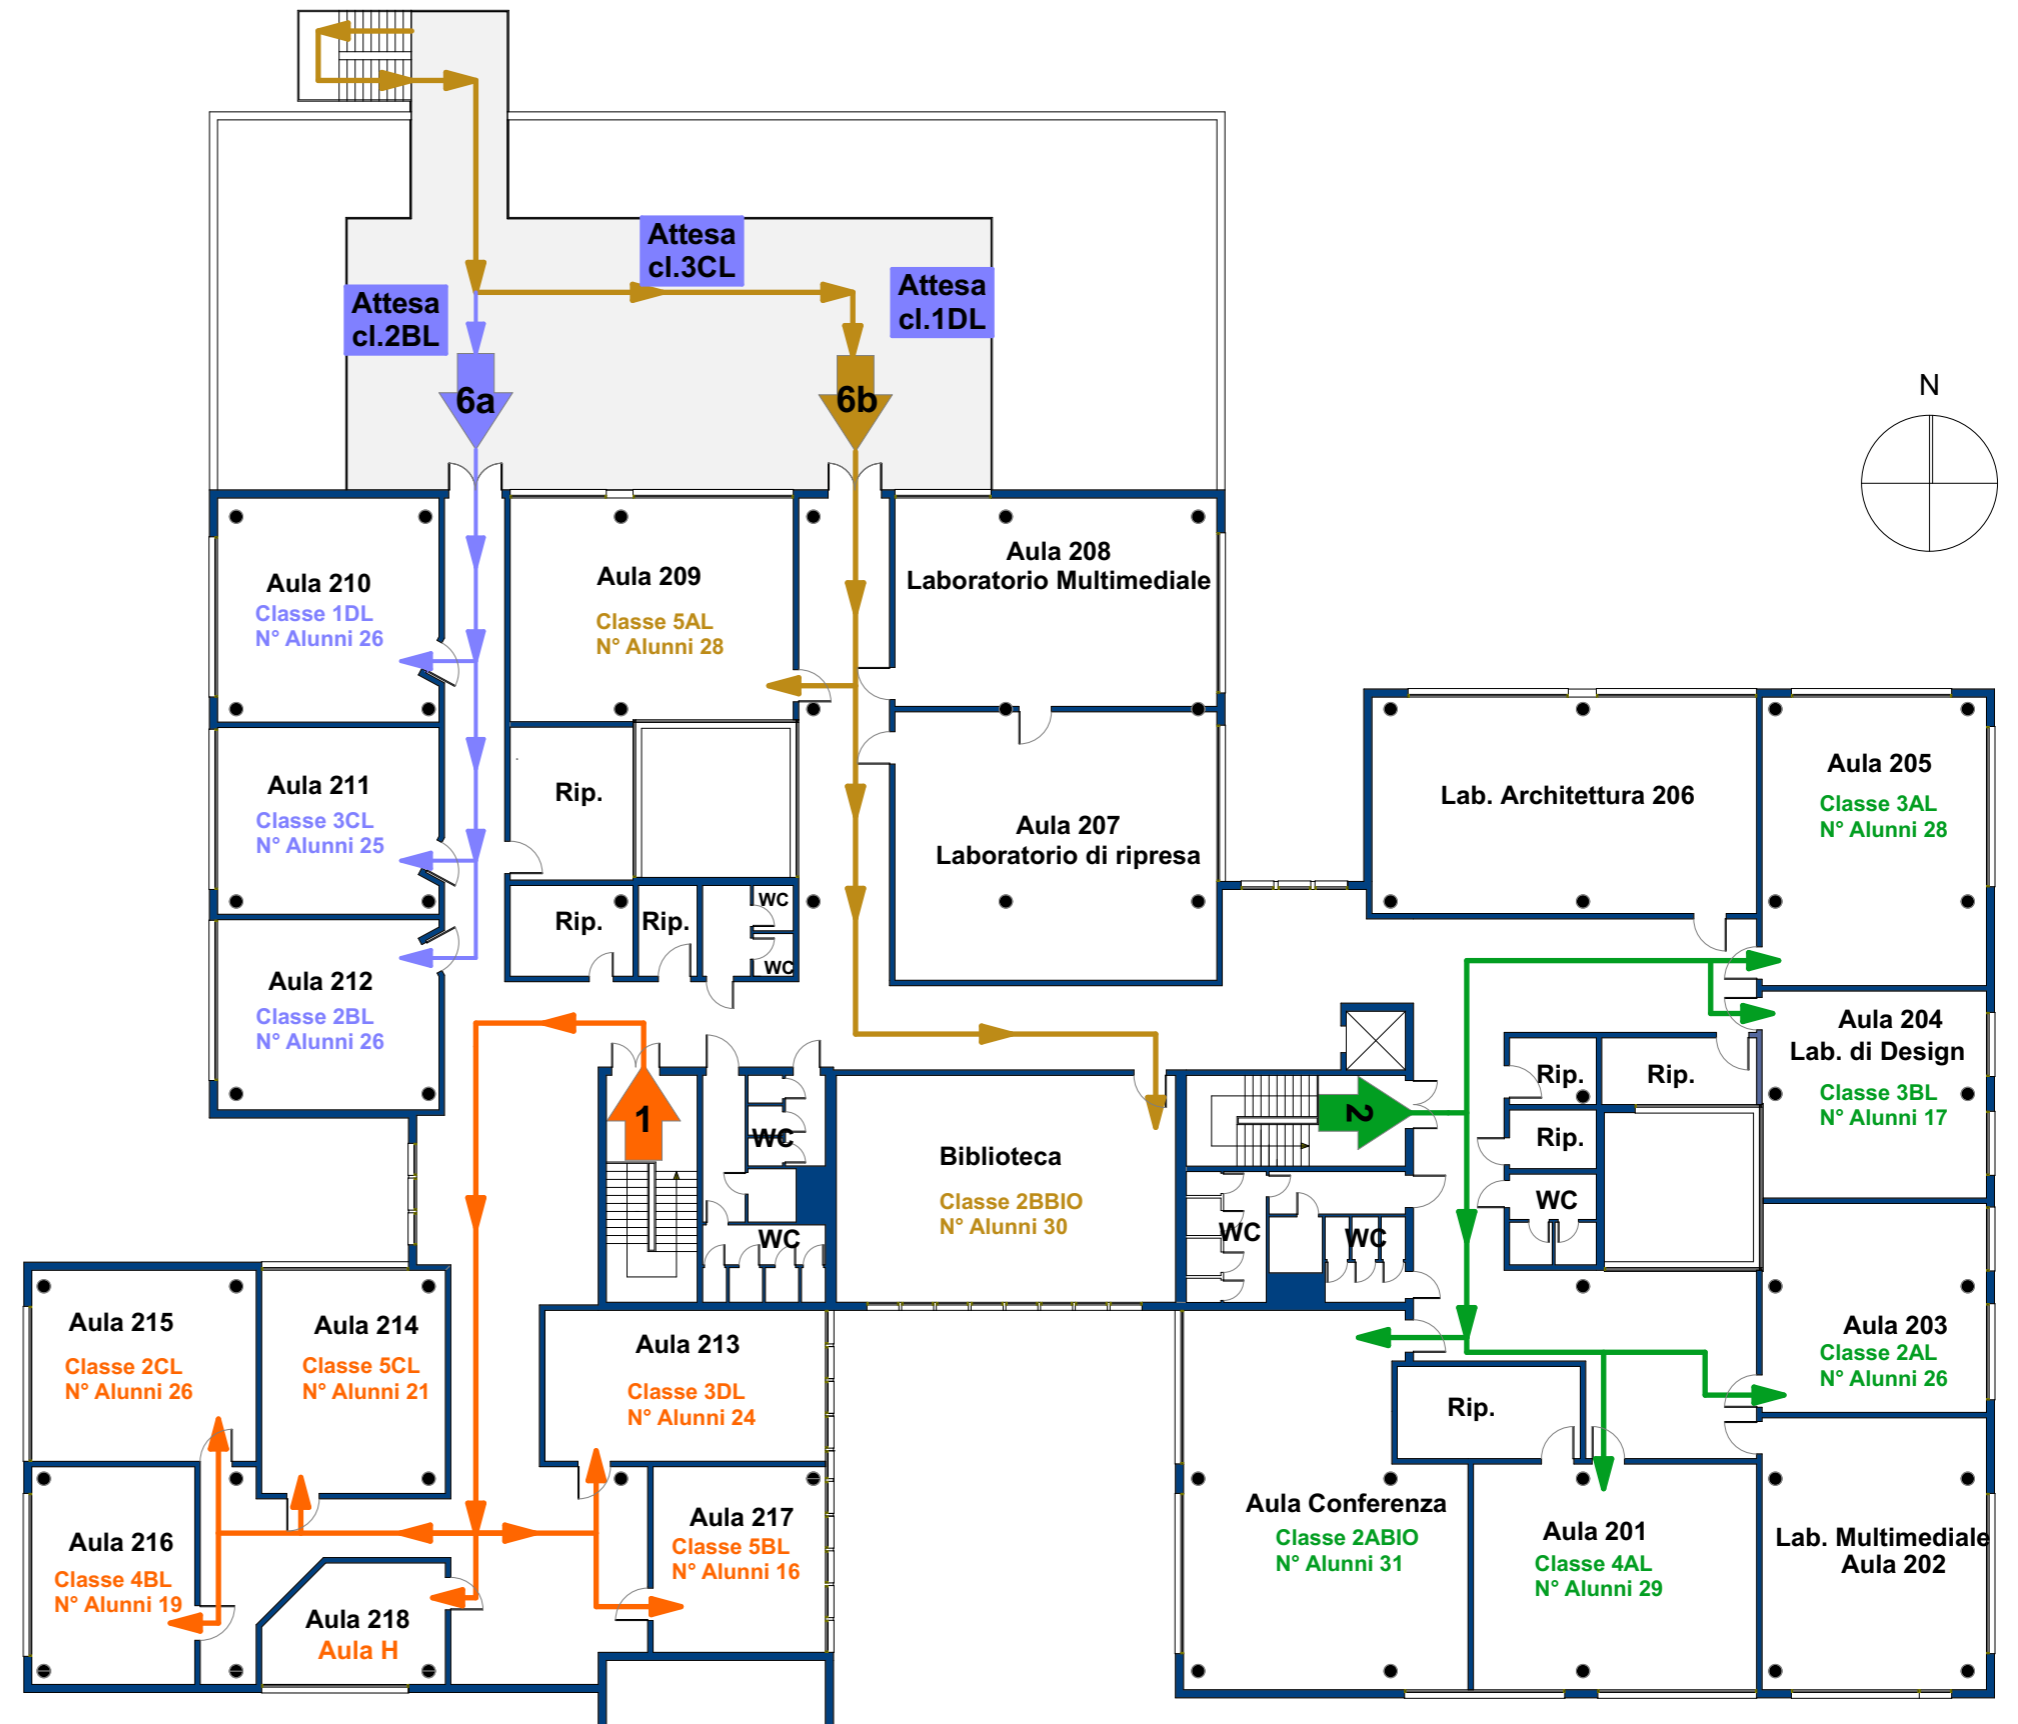 Attesa
cl.3CL
Attesa
cl.2BL
Attesa
cl.1DL
6a
6b
N
Aula 210
Classe 1DL
N° Alunni 26
Aula 209
Classe 5AL
N° Alunni 28
Aula 208
Laboratorio Multimediale
Aula 211
Classe 3CL
N° Alunni 25
Rip.
Aula 207
Laboratorio di ripresa
Lab. Architettura 206
Aula 205
Classe 3AL
N° Alunni 28
Rip.
Rip.
WC
WC
Aula 212
Classe 2BL
N° Alunni 26
Aula 204
Lab. di Design
Classe 3BL
N° Alunni 17
Rip.
Rip.
Rip.
WC
1
WC
WC
Biblioteca
Classe 2BBIO
N° Alunni 30
2
WC
WC
Aula 215
Classe 2CL
N° Alunni 26
Aula 214
Classe 5CL
N° Alunni 21
Aula 213
Classe 3DL
N° Alunni 24
Aula 203
Classe 2AL
N° Alunni 26
Rip.
Aula 216
Classe 4BL
N° Alunni 19
Aula 217
Classe 5BL
N° Alunni 16
Aula 218
Aula H
Aula Conferenza
Classe 2ABIO
N° Alunni 31
Aula 201
Classe 4AL
N° Alunni 29
Lab. Multimediale
Aula 202